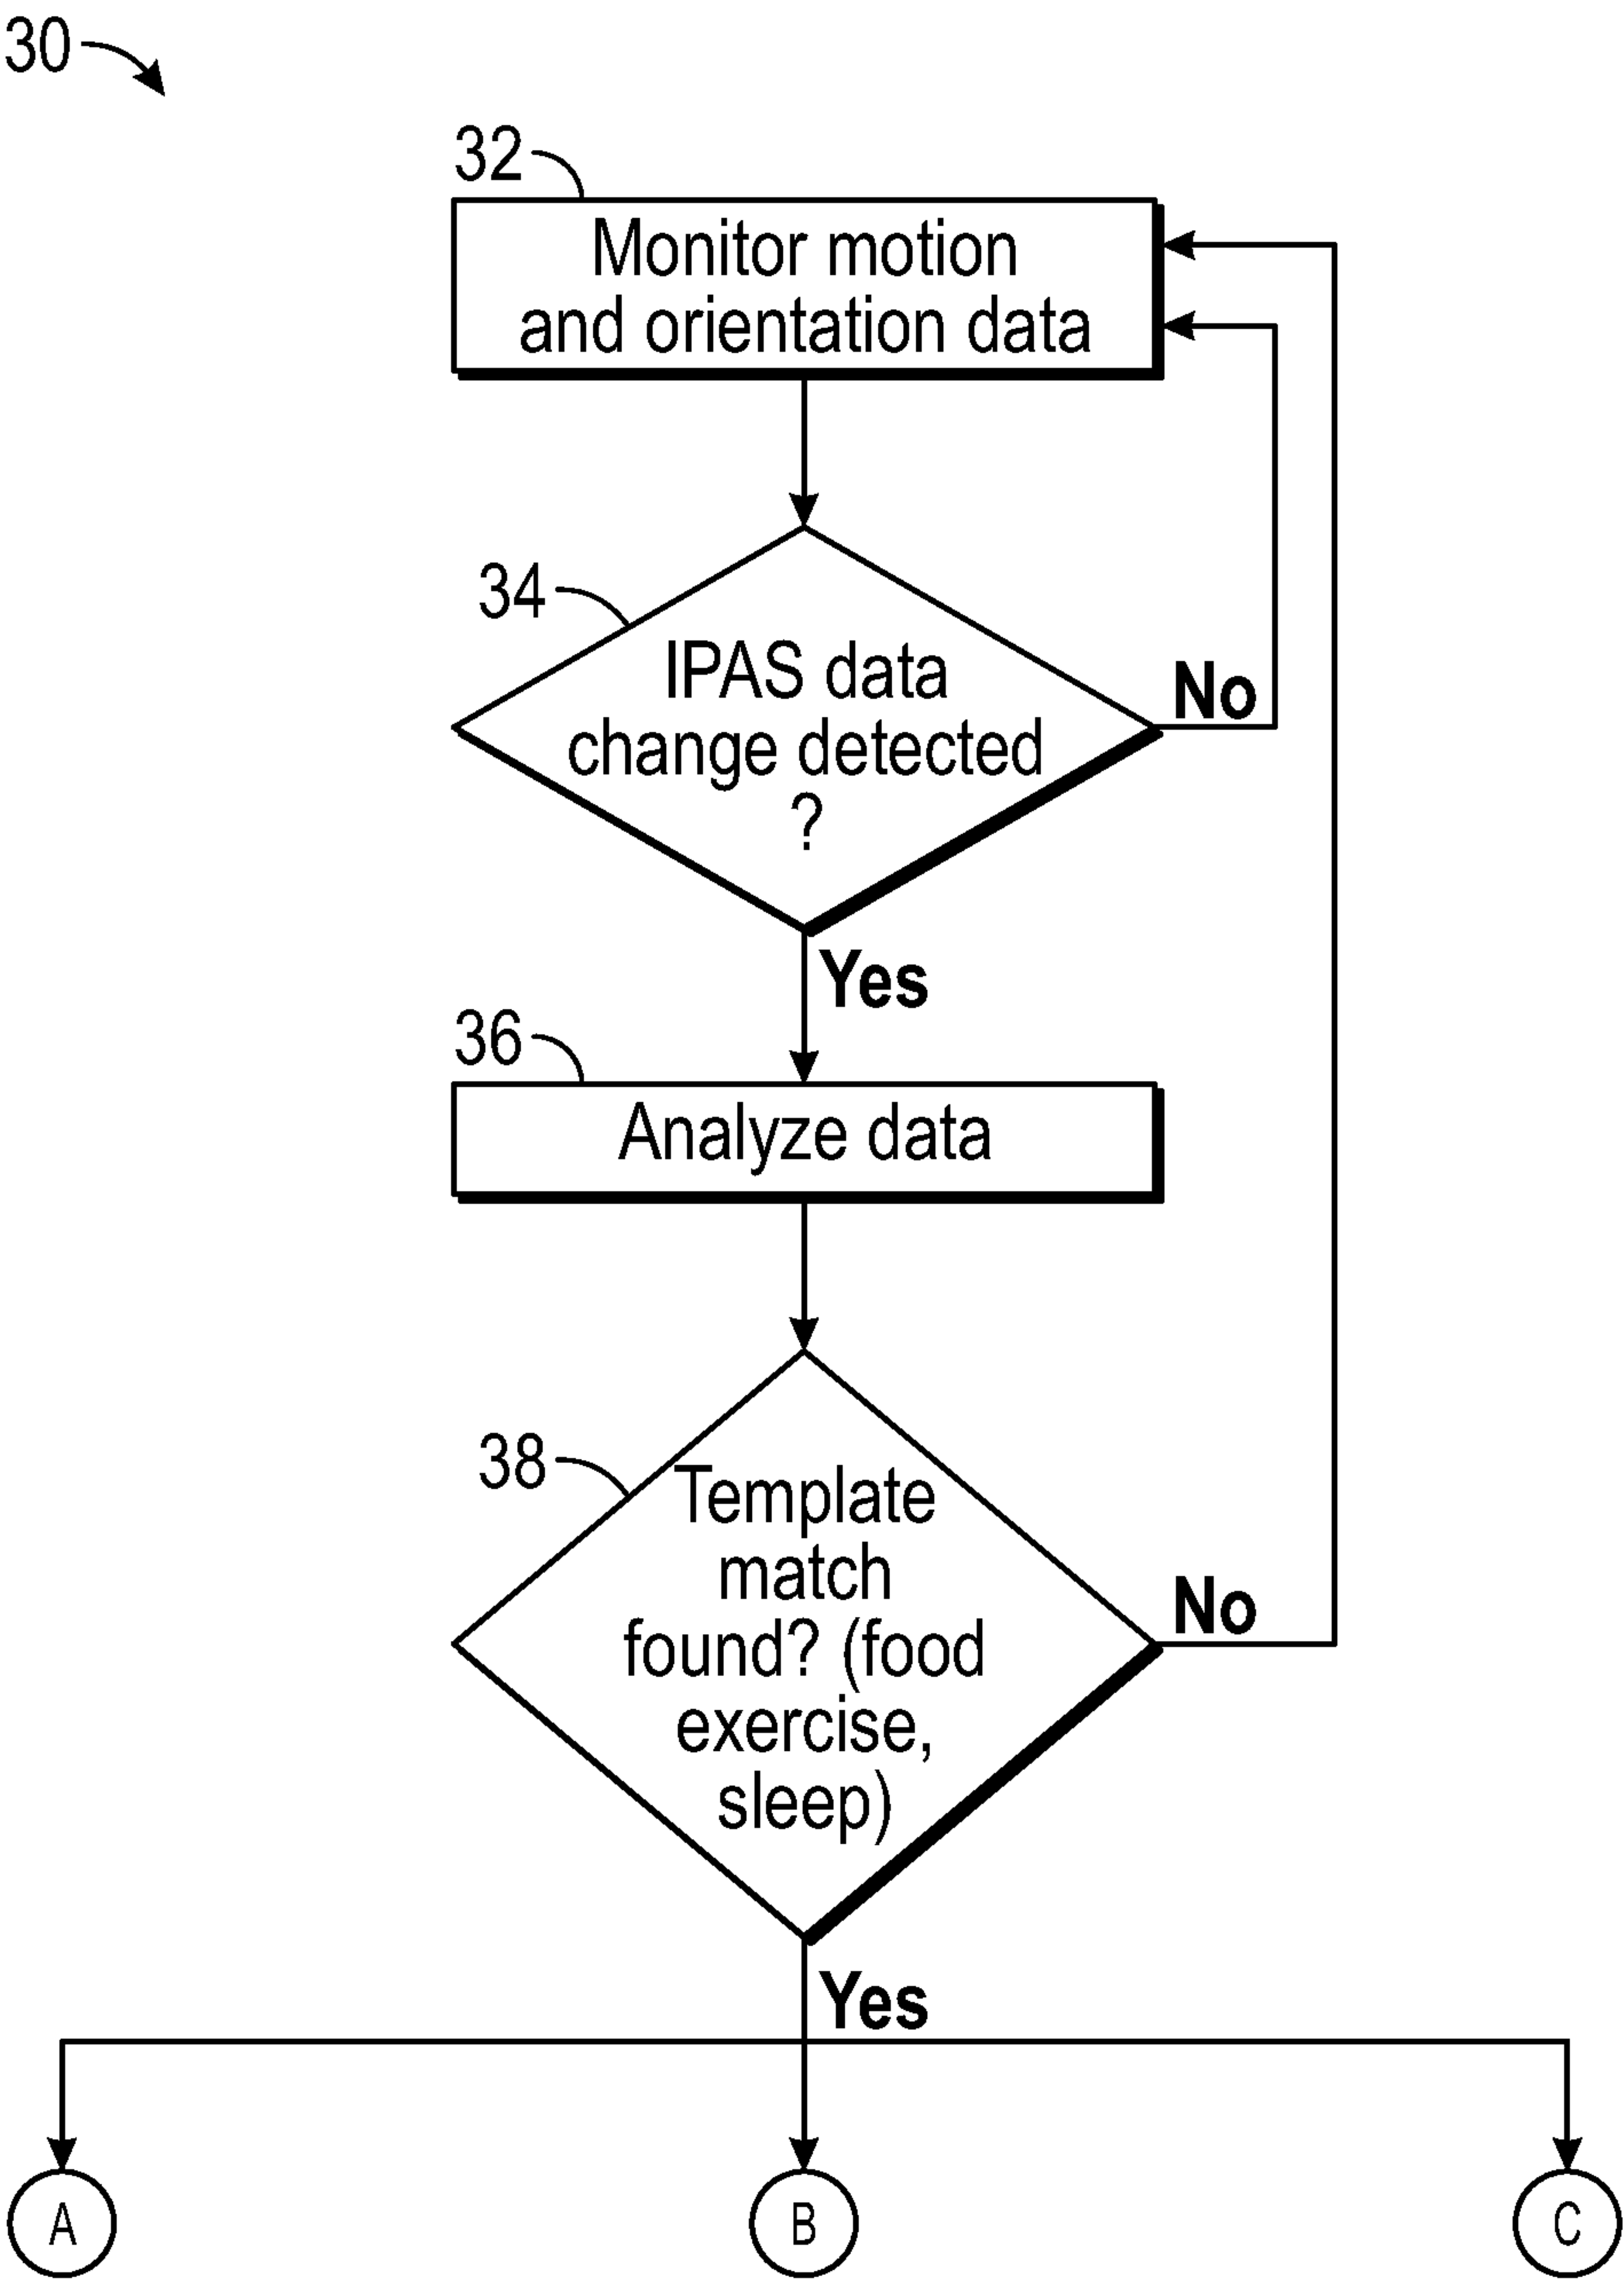 30
32
Monitor motion
and orientation data
34
IPAS data
change detected
?
No
Yes
36
Analyze data
38
Template
match
found? (food
exercise,
sleep)
No
Yes
A
B
C